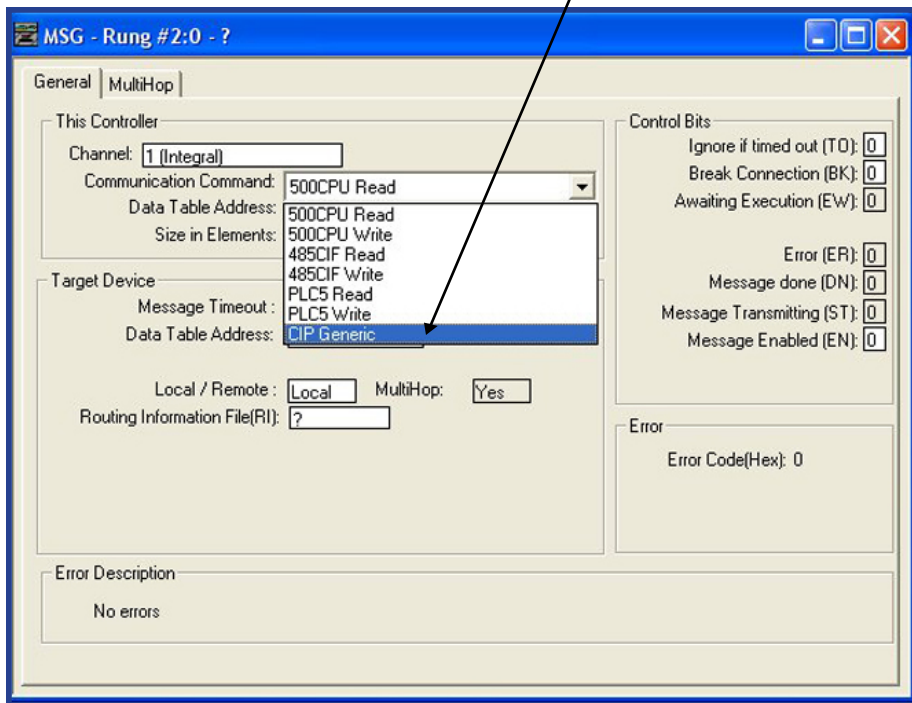 MSG - Rung #2:0 - ?
General MultiHop
This Controller
Channel: 1 (Integral)
Communication Command: 500CPU Read
Data Table Address:
Size in Elements:
500CPU Read
500CPU Write
485CIF Read
485CIF Write
PLC5 Read
PLC5 Write
CIP Generic
Target Device
Message Timeout :
Data Table Address:
Local / Remote : Local MultiHop: Yes
Routing Information File(RI): ?
Control Bits
Ignore if timed out (TO): 0
Break Connection (BK): 0
Awaiting Execution (EW): 0
Error (ER): 0
Message done (DN): 0
Message Transmitting (ST): 0
Message Enabled (EN): 0
Error
Error Code(Hex): 0
Error Description
No errors